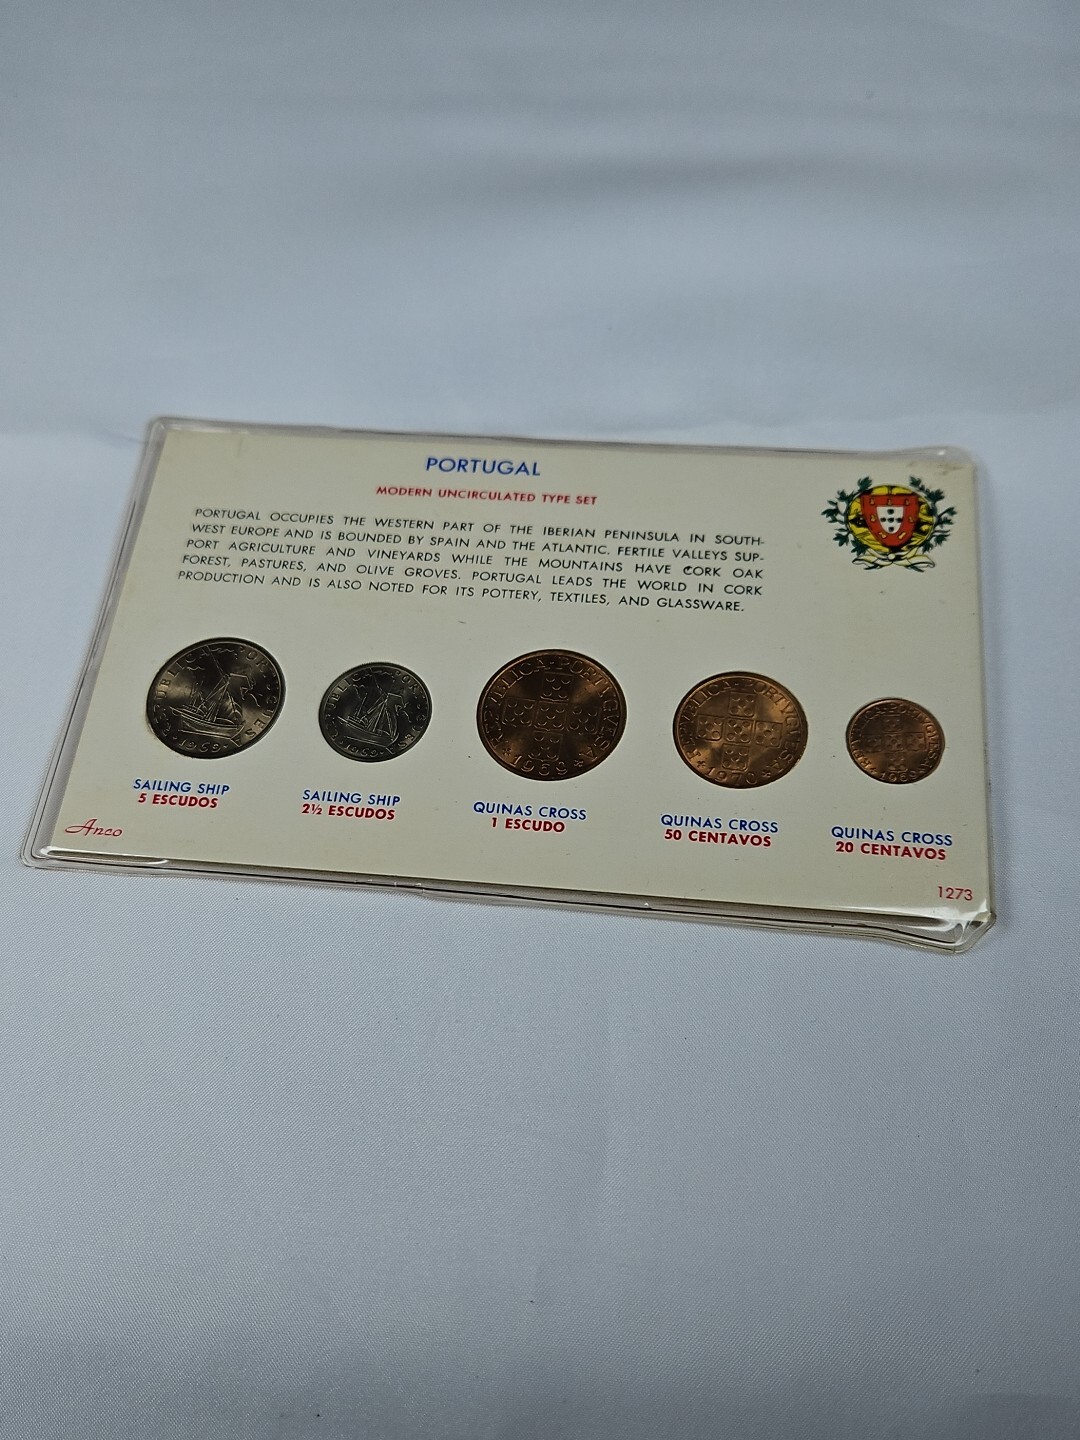 PORTUGAL
MODERN UNCIRCULATED TYPE SET
PORTUGAL OCCUPIES THE WESTERN PART OF THE IBERIAN PENINSULA IN SOUTH-
WEST EUROPE AND IS BOUNDED BY SPAIN AND THE ATLANTIC. FERTILE VALLEYS SUP-
PORT AGRICULTURE AND VINEYARDS WHILE THE MOUNTAINS HAVE CORK OAK
FOREST, PASTURES, AND OLIVE GROVES. PORTUGAL LEADS THE WORLD IN CORK
PRODUCTION AND IS ALSO NOTED FOR ITS POTTERY, TEXTILES, AND GLASSWARE.
REPUBLICA PORTUGUESA
1969
REPUBLICA PORTUGUESA
1969
REPVBLICA·PORTVGVESA
1969
REPVBLICA·PORTVGVESA
1970
1969
SAILING SHIP
5 ESCUDOS
SAILING SHIP
2½ ESCUDOS
QUINAS CROSS
1 ESCUDO
QUINAS CROSS
50 CENTAVOS
QUINAS CROSS
20 CENTAVOS
Anco
1273